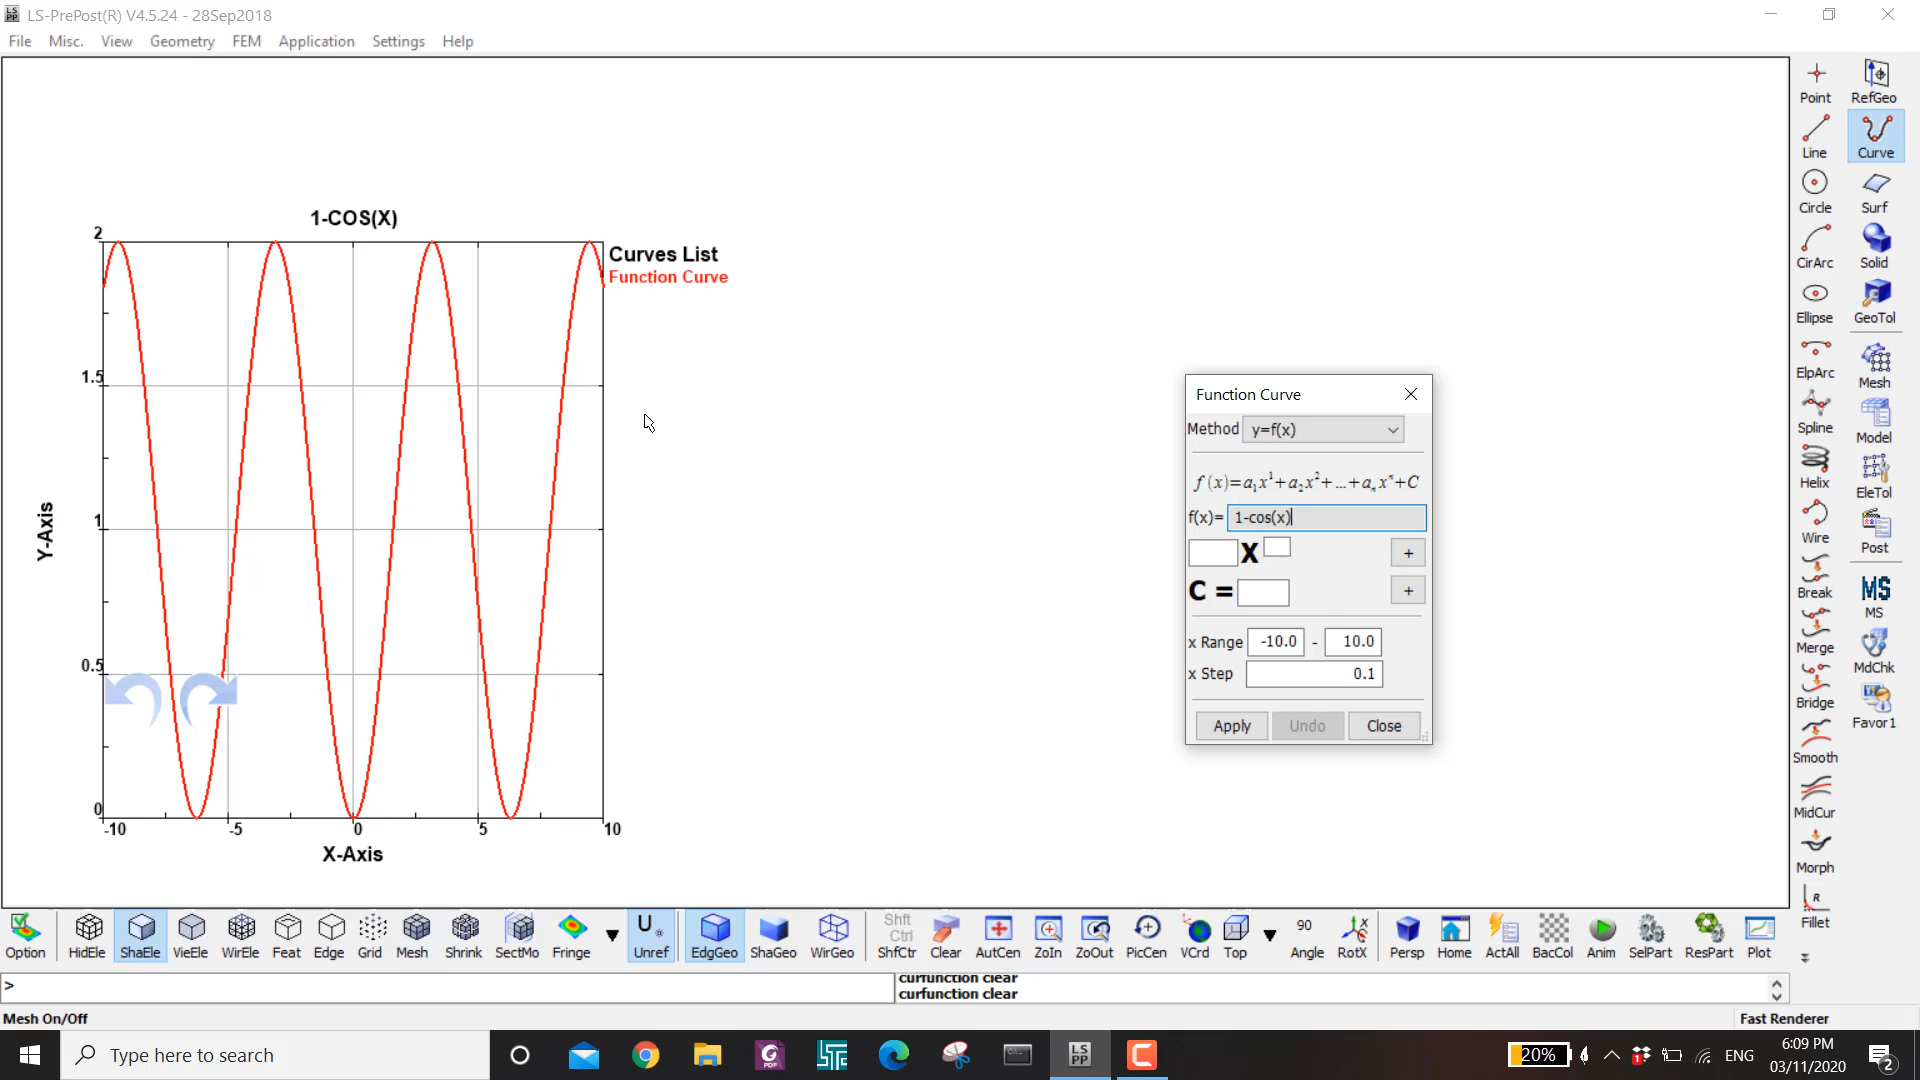 LS-PrePost(R) V4.5.24 - 28Sep2018
File Misc. View Geometry FEM Application Settings Help
1-COS(X)
Curves List
Function Curve
2
1.5
1
0.5
0
-10 -5 0 5 10
Y-Axis
X-Axis
Function Curve
Method y=f(x)
f(x)=a₁x¹+a₂x²+...+aₙxⁿ+C
f(x)= 1-cos(x)
X +
C = +
x Range -10.0 - 10.0
x Step 0.1
Apply Undo Close
Point RefGeo
Line Curve
Circle Surf
CirArc Solid
Ellipse GeoTol
ElpArc Mesh
Spline Model
Helix EleTol
Wire Post
Break MS
MS
Merge MdChk
Bridge Favor1
Smooth
MidCur
Morph
R
Fillet
Shft
Ctrl
U
90
Option HidEle ShaEle VieEle WirEle Feat Edge Grid Mesh Shrink SectMo Fringe Unref EdgGeo ShaGeo WirGeo ShfCtr Clear AutCen ZoIn ZoOut PicCen VCrd Top Angle RotX Persp Home ActAll BacCol Anim SelPart ResPart Plot
>
curfunction clear
curfunction clear
Mesh On/Off
Fast Renderer
Type here to search
LS
PP
20%
1
ENG
6:09 PM
03/11/2020
2